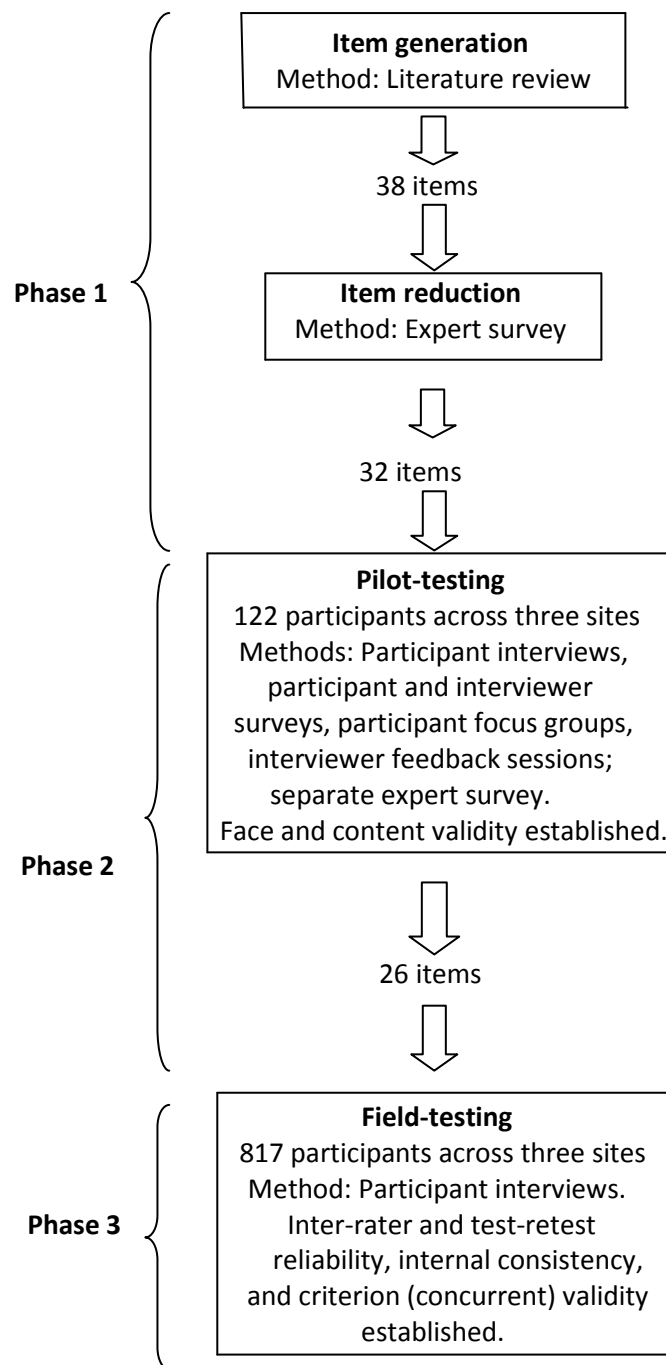 Item generation
Method: Literature review
38 items
Phase 1
Item reduction
Method: Expert survey
32 items
Pilot-testing
122 participants across three sites
Methods: Participant interviews,
participant and interviewer
surveys, participant focus groups,
interviewer feedback sessions;
separate expert survey.
Face and content validity established.
Phase 2
26 items
Field-testing
817 participants across three sites
Method: Participant interviews.
Phase 3
Inter-rater and test-retest
reliability, internal consistency,
and criterion (concurrent) validity
established.